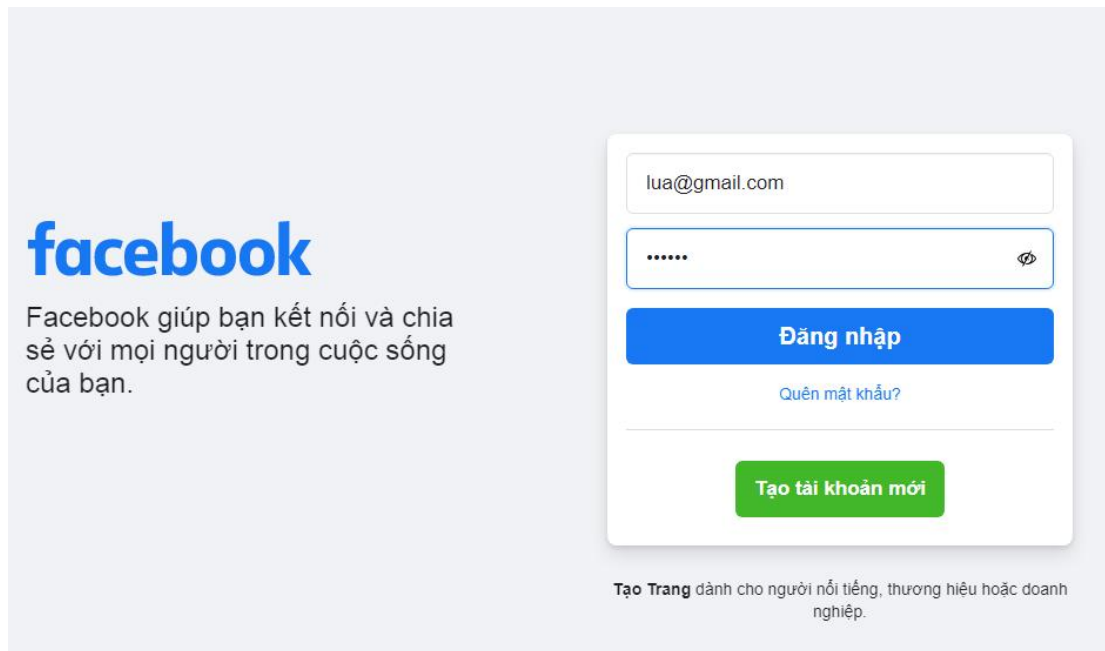 facebook
Facebook giúp bạn kết nối và chia
sẻ với mọi người trong cuộc sống
của bạn.
lua@gmail.com
••••••
Đăng nhập
Quên mật khẩu?
Tạo tài khoản mới
Tạo Trang dành cho người nổi tiếng, thương hiệu hoặc doanh
nghiệp.